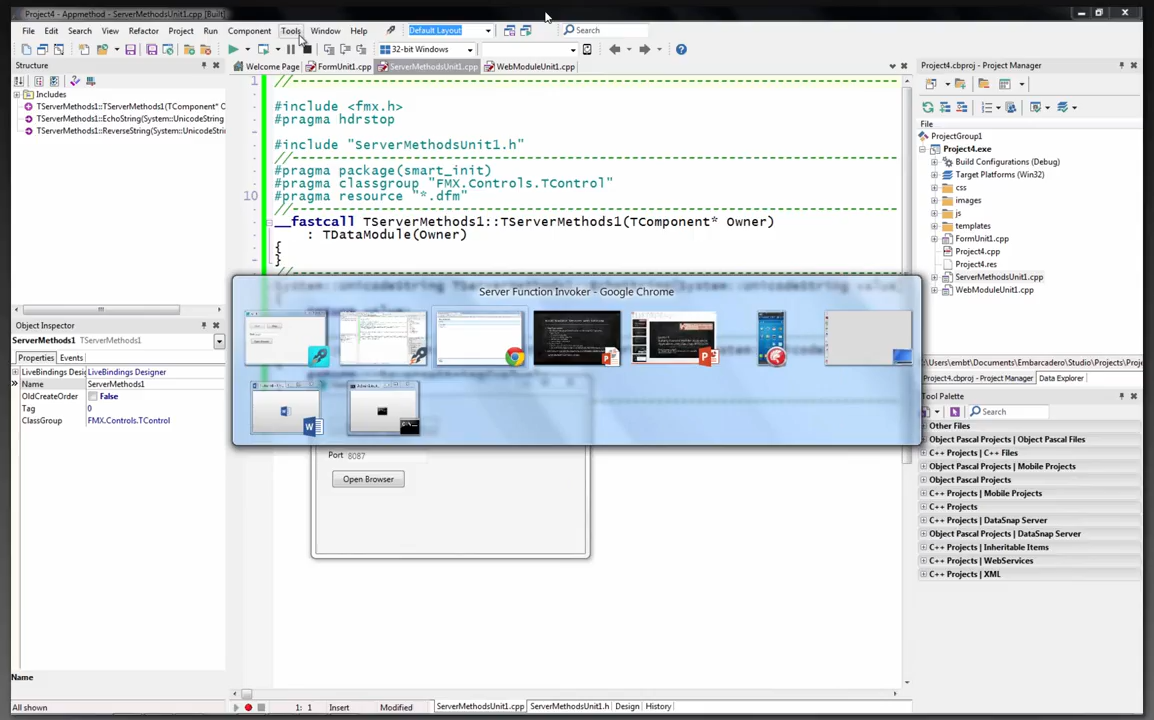 Project4 - Appmethod - ServerMethodsUnit1.cpp [Built]
File Edit Search View Refactor Project Run Component Tools Window Help Default Layout Search
32-bit Windows
Structure
Welcome Page FormUnit1.cpp ServerMethodsUnit1.cpp WebModuleUnit1.cpp
Project4.cbproj - Project Manager
Includes
TServerMethods1::TServerMethods1(TComponent* C
TServerMethods1::EchoString(System::UnicodeString
TServerMethods1::ReverseString(System::UnicodeStri
1 //
#include <fmx.h>
#pragma hdrstop
#include "ServerMethodsUnit1.h"
//
#pragma package(smart_init)
#pragma classgroup "FMX.Controls.TControl"
10 #pragma resource "*.dfm"
//
__fastcall TServerMethods1::TServerMethods1(TComponent* Owner)
: TDataModule(Owner)
{
}
//
File
ProjectGroup1
Project4.exe
Build Configurations (Debug)
Target Platforms (Win32)
css
images
js
templates
FormUnit1.cpp
Project4.cpp
Project4.res
ServerMethodsUnit1.cpp
WebModuleUnit1.cpp
Server Function Invoker - Google Chrome
Object Inspector
ServerMethods1 TServerMethods1
Properties Events
LiveBindings Desi LiveBindings Designer
Name ServerMethods1
OldCreateOrder False
Tag 0
ClassGroup FMX.Controls.TControl
Port 8087
Open Browser
\Users\embt\Documents\Embarcadero\Studio\Projects\
Project4.cbproj - Project Manager Data Explorer
Tool Palette
Search
Other Files
Object Pascal Projects | Object Pascal Files
C++ Projects | C++ Files
Object Pascal Projects | Mobile Projects
Object Pascal Projects
C++ Projects | Mobile Projects
C++ Projects
C++ Projects | DataSnap Server
Object Pascal Projects | DataSnap Server
C++ Projects | Inheritable Items
C++ Projects | WebServices
C++ Projects | XML
Name
All shown
1: 1 Insert Modified ServerMethodsUnit1.cpp ServerMethodsUnit1.h Design History